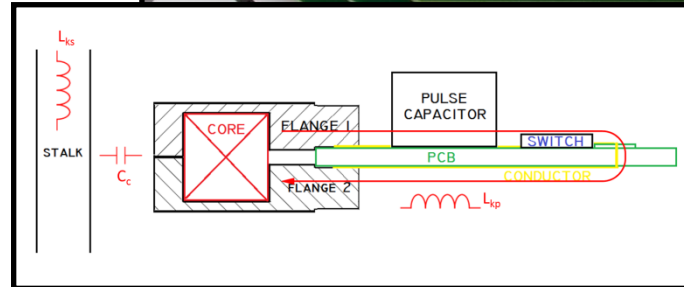 Lks
STALK
Cc
CORE
FLANGE 1
FLANGE 2
PULSE
CAPACITOR
SWITCH
PCB
CONDUCTOR
Lkp